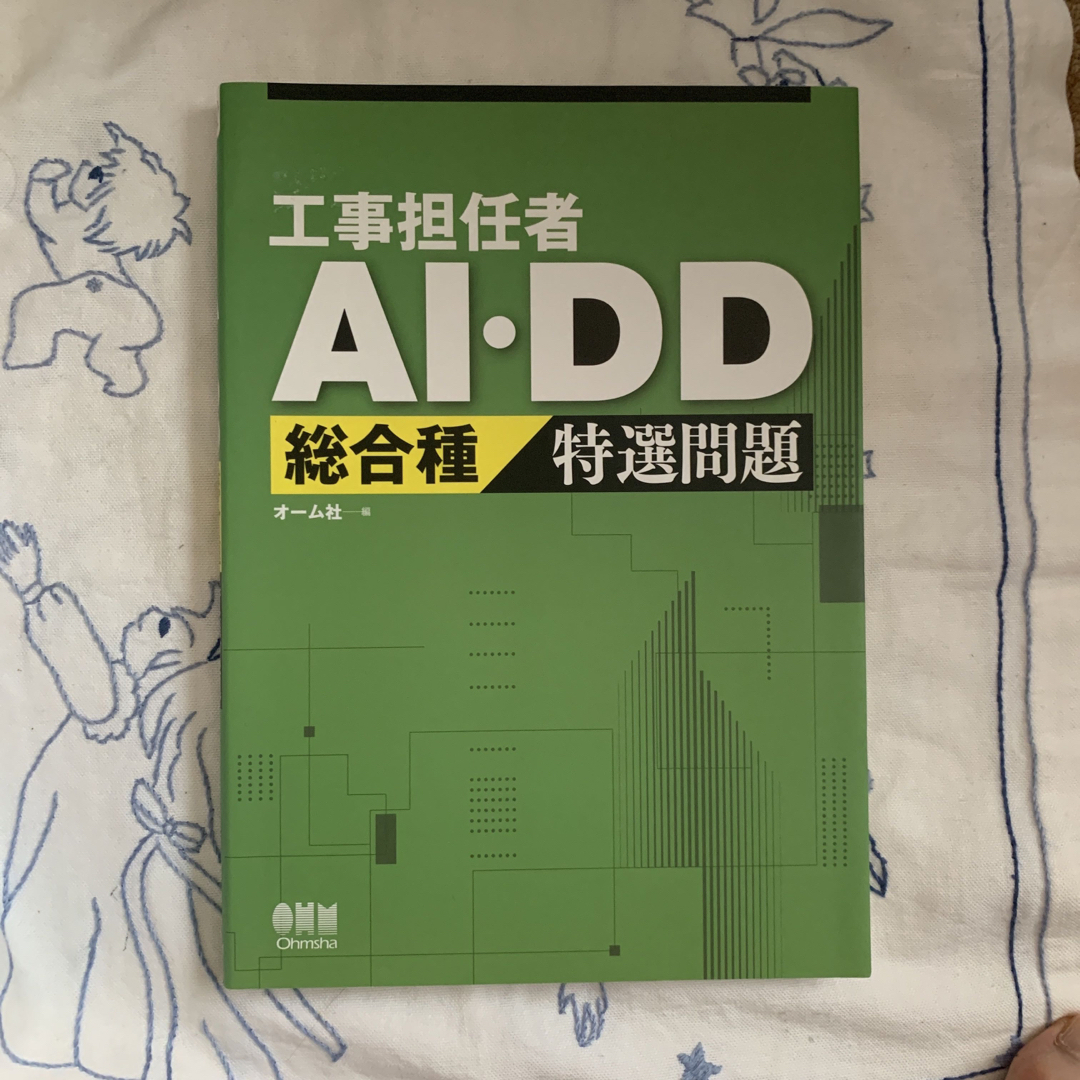 工事担任者
AI・DD
総合種 特選問題
オーム社 編
OHM
Ohmsha